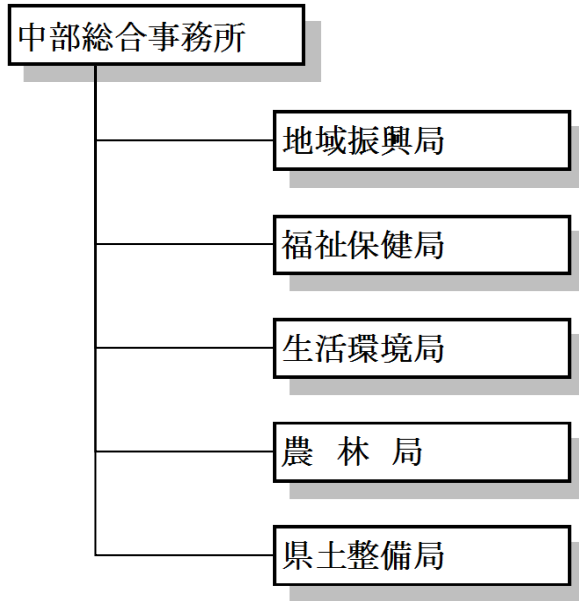 中部総合事務所
地域振興局
福祉保健局
生活環境局
農 林 局
県土整備局